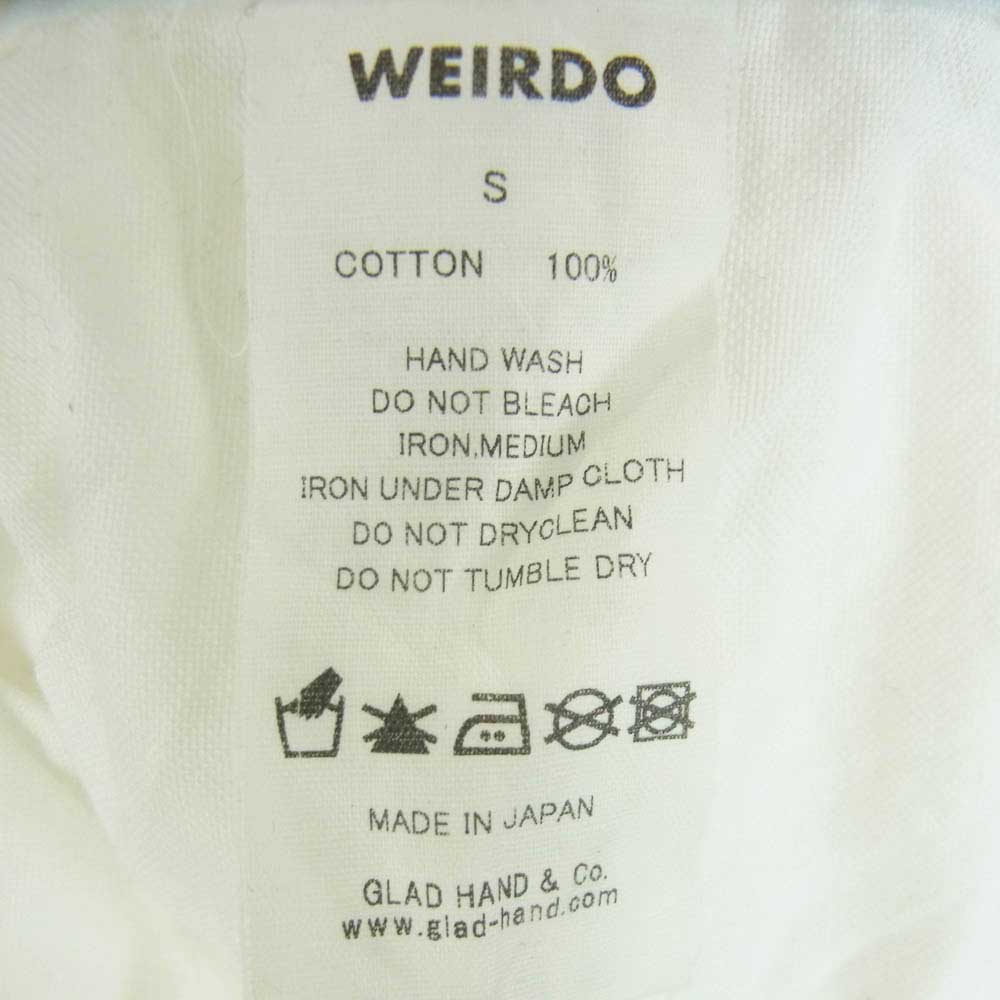 WEIRDO
S
COTTON 100%
HAND WASH
DO NOT BLEACH
IRON.MEDIUM
IRON UNDER DAMP CLOTH
DO NOT DRYCLEAN
DO NOT TUMBLE DRY
MADE IN JAPAN
GLAD HAND & Co.
www.glad-hand.com